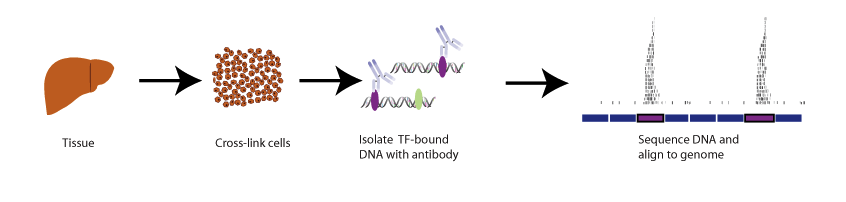 Tissue
Cross-link cells
Isolate TF-bound
DNA with antibody
Sequence DNA and
align to genome